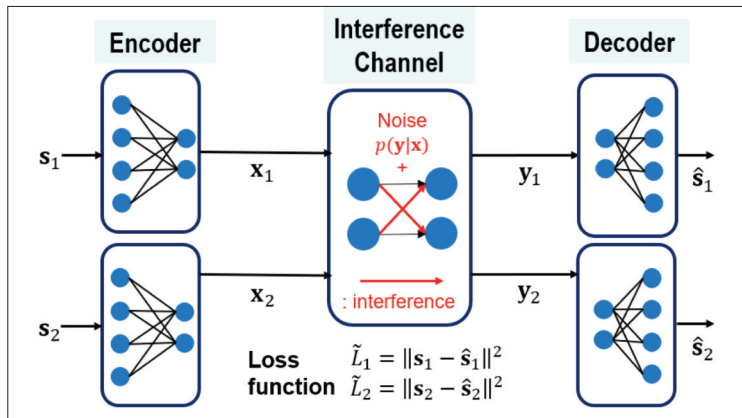 Encoder
Interference
Channel
Decoder
Noise
p(y|x)
+
s₁
x₁
y₁
ŝ₁
s₂
x₂
: interference
y₂
ŝ₂
Loss function
L̃₁ = ‖s₁ − ŝ₁‖²
L̃₂ = ‖s₂ − ŝ₂‖²